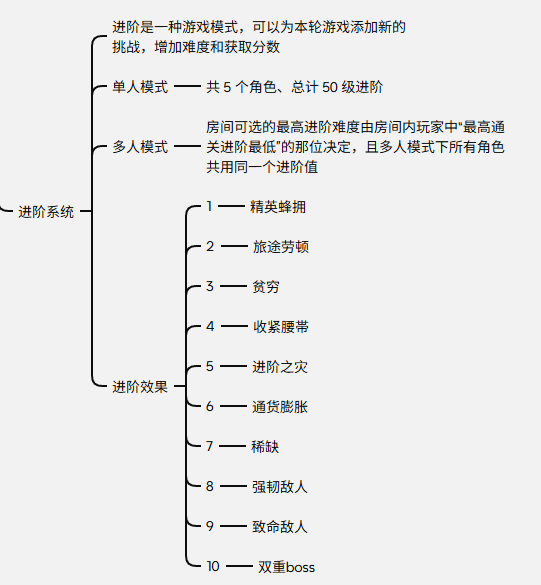 进阶是一种游戏模式，可以为本轮游戏添加新的
挑战，增加难度和获取分数
单人模式
共 5 个角色、总计 50 级进阶
多人模式
房间可选的最高进阶难度由房间内玩家中“最高通
关进阶最低”的那位决定，且多人模式下所有角色
共用同一个进阶值
进阶系统
进阶效果
1 精英蜂拥
2 旅途劳顿
3 贫穷
4 收紧腰带
5 进阶之灾
6 通货膨胀
7 稀缺
8 强韧敌人
9 致命敌人
10 双重boss